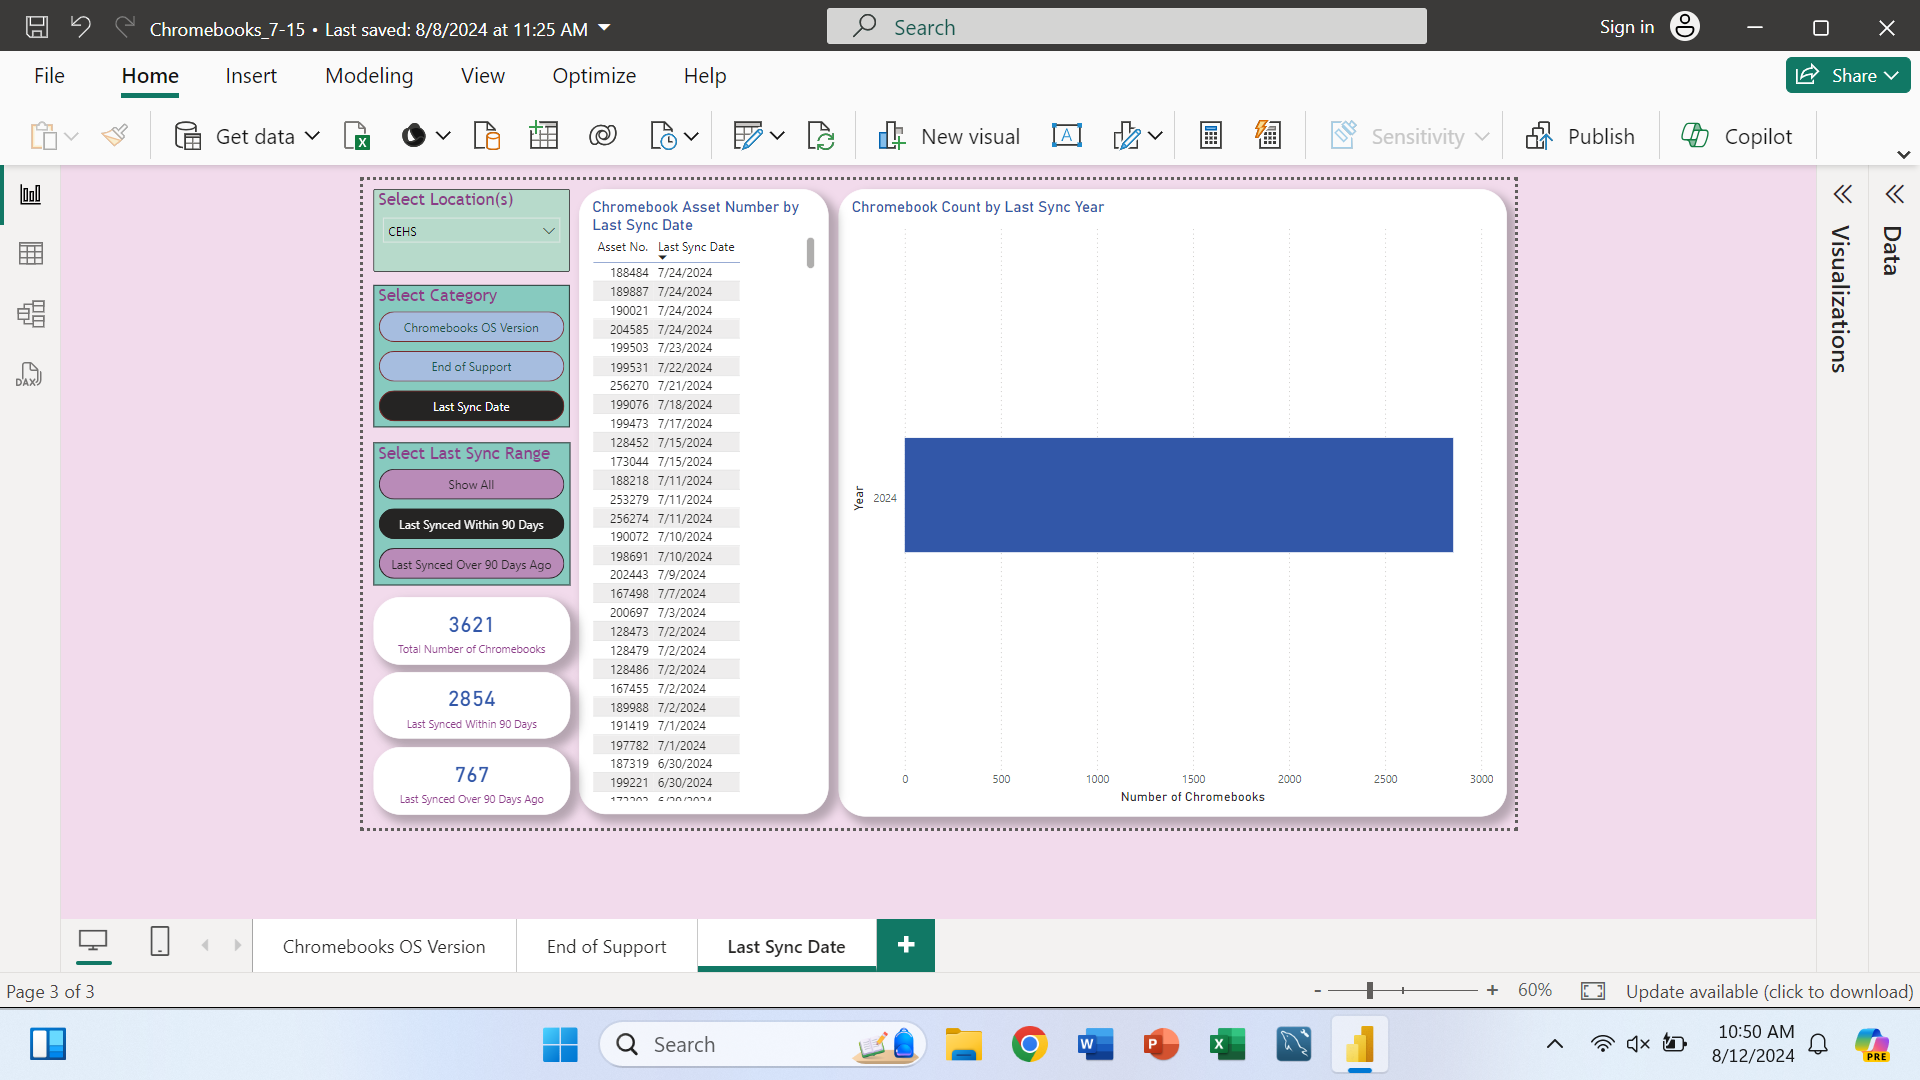 Chromebooks_7-15 • Last saved: 8/8/2024 at 11:25 AM
Search
Sign in
File
Home
Insert
Modeling
View
Optimize
Help
Share
Get data
New visual
Sensitivity
Publish
Copilot
Select Location(s)
CEHS
Select Category
Chromebooks OS Version
End of Support
Last Sync Date
Select Last Sync Range
Show All
Last Synced Within 90 Days
Last Synced Over 90 Days Ago
3621
Total Number of Chromebooks
2854
Last Synced Within 90 Days
767
Last Synced Over 90 Days Ago
Chromebook Asset Number by
Last Sync Date
Asset No. Last Sync Date
188484 7/24/2024
189887 7/24/2024
190021 7/24/2024
204585 7/24/2024
199503 7/23/2024
199531 7/22/2024
256270 7/21/2024
199076 7/18/2024
199473 7/17/2024
128452 7/15/2024
173044 7/15/2024
188218 7/11/2024
253279 7/11/2024
256274 7/11/2024
190072 7/10/2024
198691 7/10/2024
202443 7/9/2024
167498 7/7/2024
200697 7/3/2024
128473 7/2/2024
128479 7/2/2024
128486 7/2/2024
167455 7/2/2024
189988 7/2/2024
191419 7/1/2024
197782 7/1/2024
187319 6/30/2024
199221 6/30/2024
Chromebook Count by Last Sync Year
Year
2024
0 500 1000 1500 2000 2500 3000
Number of Chromebooks
Visualizations
Data
DAX
Chromebooks OS Version
End of Support
Last Sync Date
Page 3 of 3
60%
Update available (click to download)
Search
10:50 AM
8/12/2024
PRE